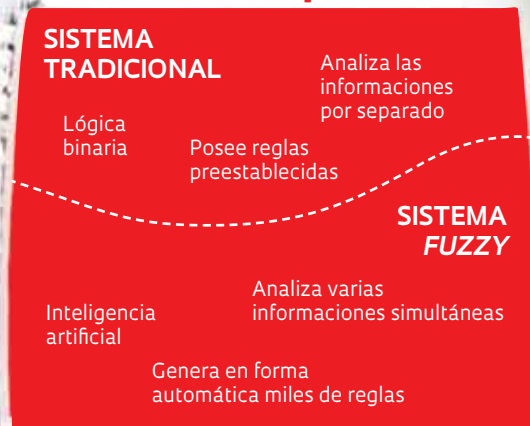 SISTEMA
TRADICIONAL
Analiza las
informaciones
por separado
Lógica
binaria
Posee reglas
preestablecidas
SISTEMA
FUZZY
Analiza varias
informaciones simultáneas
Inteligencia
artificial
Genera en forma
automática miles de reglas